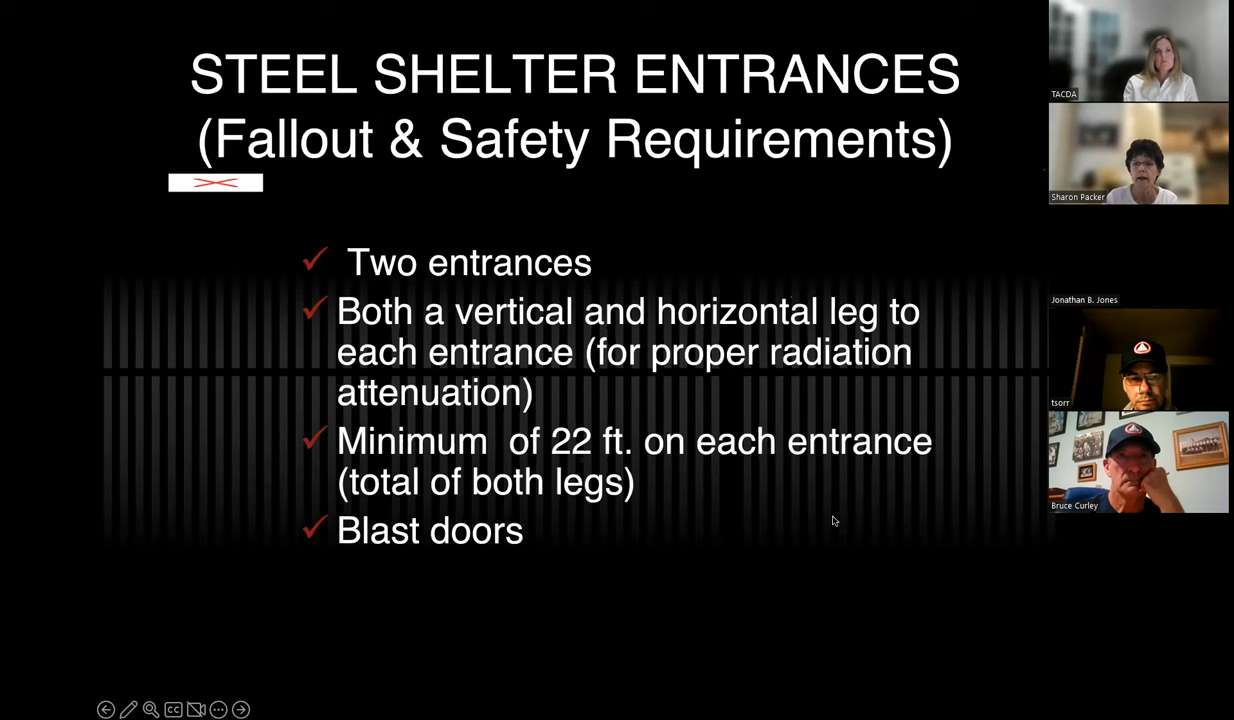 STEEL SHELTER ENTRANCES
(Fallout & Safety Requirements)
Two entrances
Both a vertical and horizontal leg to
each entrance (for proper radiation
attenuation)
Minimum of 22 ft. on each entrance
(total of both legs)
Blast doors
TACDA
Sharon Packer
Jonathan B. Jones
tsorr
Bruce Curley
CC